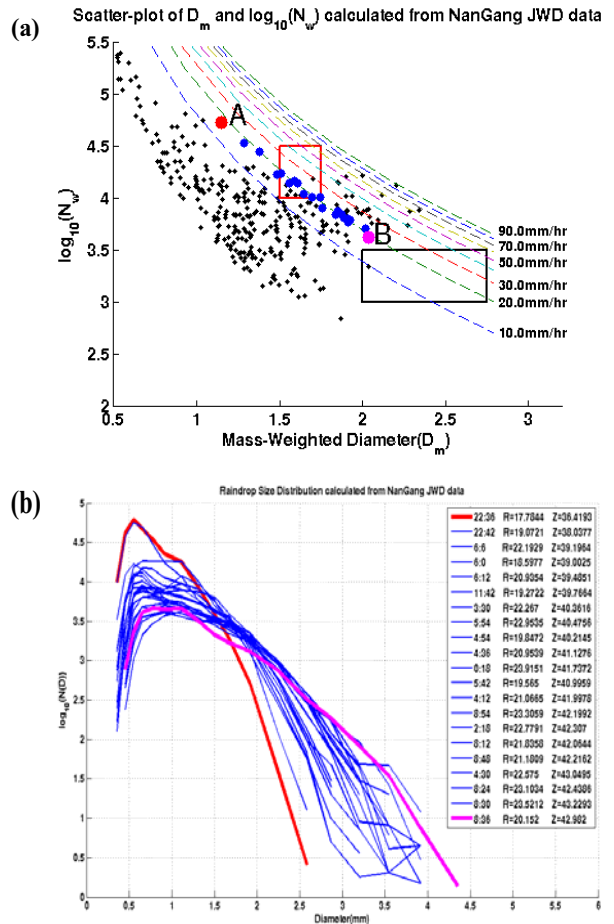 (a)
Scatter-plot of Dm and log10(Nw) calculated from NanGang JWD data
5.5
5
4.5
4
3.5
3
2.5
2
log10(Nw)
A
B
90.0mm/hr
70.0mm/hr
50.0mm/hr
30.0mm/hr
20.0mm/hr
10.0mm/hr
0.5 1 1.5 2 2.5 3
Mass-Weighted Diameter(Dm)
(b)
Raindrop Size Distribution calculated from NanGang JWD data
5
4.5
4
3.5
3
2.5
2
1.5
1
0.5
0
log10(N(D))
22:36 R=17.7844 Z=36.4193
22:42 R=19.0721 Z=38.0377
6:6 R=22.1929 Z=39.1964
6:0 R=18.5977 Z=39.0025
6:12 R=20.9354 Z=39.4851
11:42 R=19.2722 Z=39.7664
3:30 R=22.267 Z=40.3616
5:54 R=22.9535 Z=40.4756
4:54 R=19.8472 Z=40.2145
4:36 R=20.9539 Z=41.1276
0:18 R=23.9151 Z=41.7372
5:42 R=19.565 Z=40.9959
4:12 R=21.0665 Z=41.9978
8:54 R=23.3059 Z=42.1992
2:18 R=22.7791 Z=42.307
8:12 R=21.8358 Z=42.0644
8:48 R=21.1809 Z=42.2162
4:30 R=22.575 Z=43.0495
8:24 R=23.1034 Z=42.4386
8:30 R=23.5212 Z=43.2293
8:36 R=20.152 Z=42.982
0 0.5 1 1.5 2 2.5 3 3.5 4 4.5 5 5.5 6
Diameter(mm)